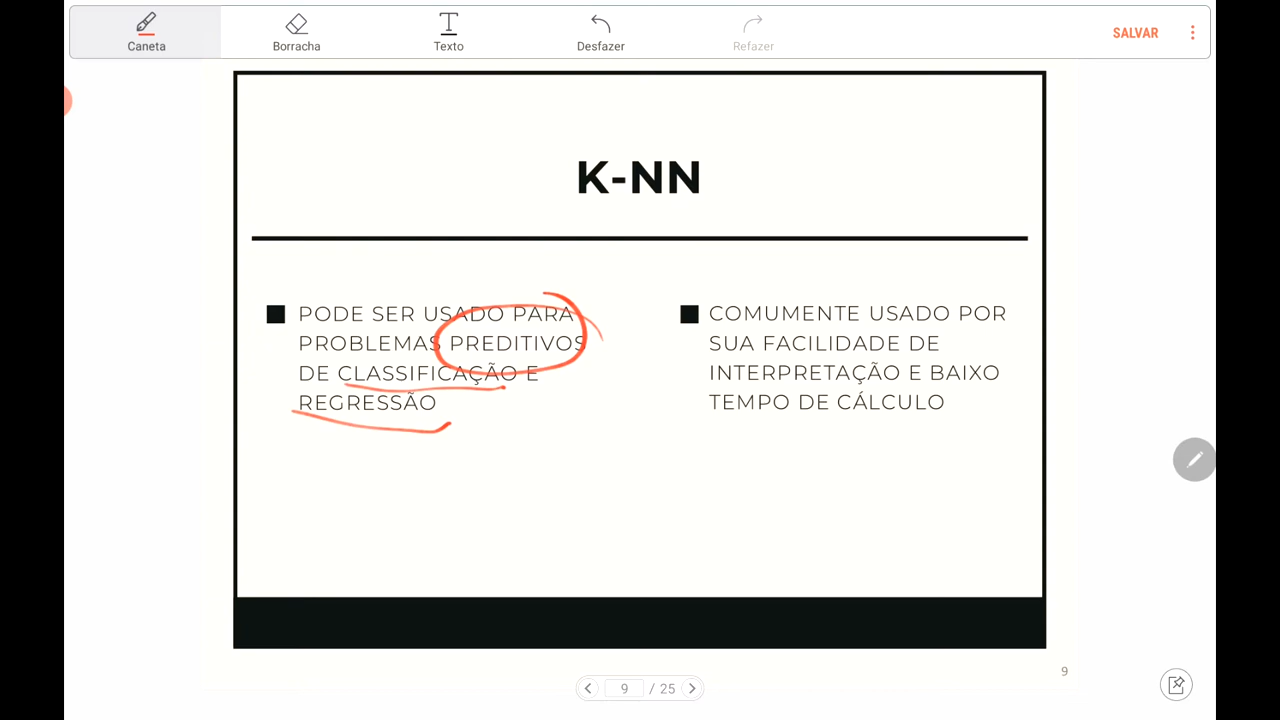 Caneta
Borracha
Texto
Desfazer
Refazer
SALVAR
K-NN
PODE SER USADO PARA
PROBLEMAS PREDITIVOS
DE CLASSIFICAÇÃO E
REGRESSÃO
COMUMENTE USADO POR
SUA FACILIDADE DE
INTERPRETAÇÃO E BAIXO
TEMPO DE CÁLCULO
9
9 / 25